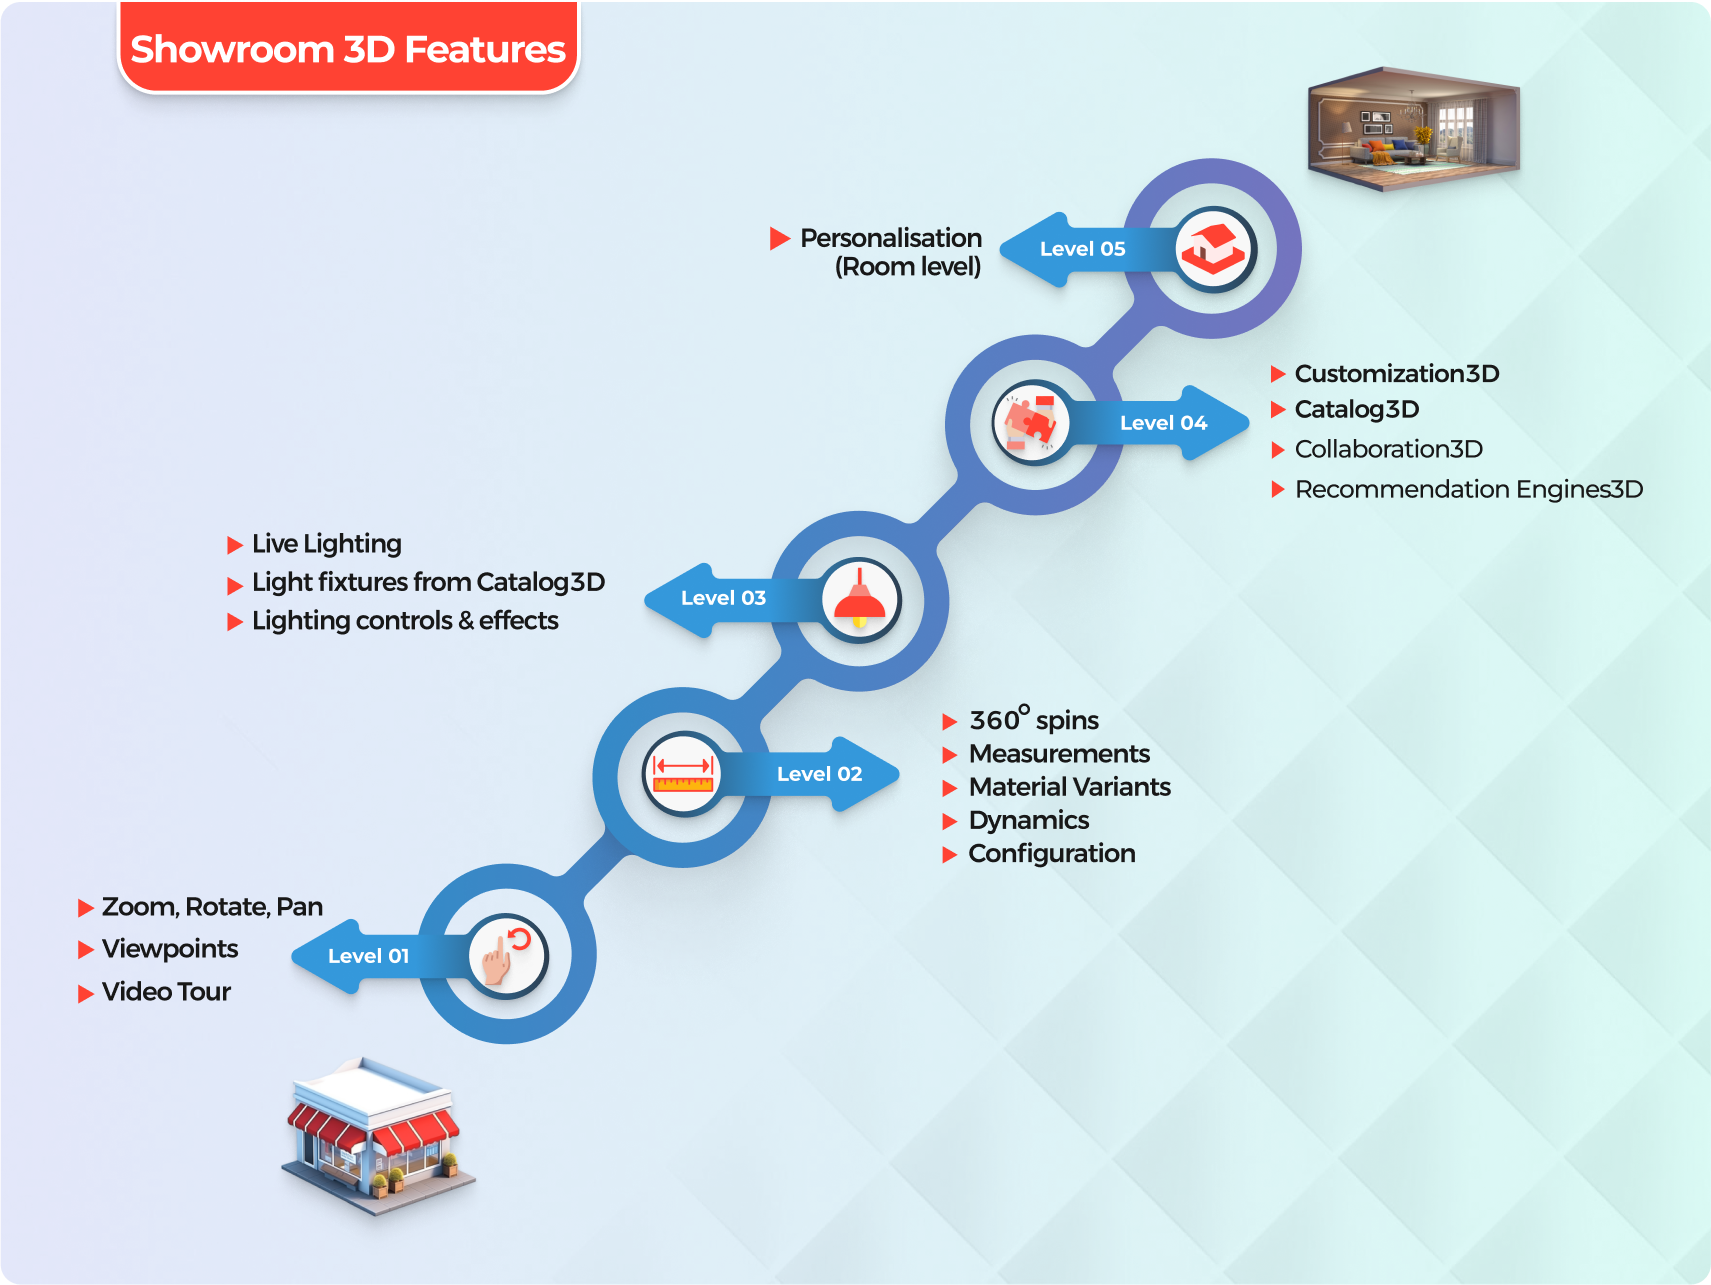 Showroom 3D Features
Personalisation
(Room level)
Level 05
Level 04
Customization3D
Catalog3D
Collaboration3D
Recommendation Engines3D
Live Lighting
Light fixtures from Catalog3D
Lighting controls & effects
Level 03
Level 02
360° spins
Measurements
Material Variants
Dynamics
Configuration
Zoom, Rotate, Pan
Viewpoints
Video Tour
Level 01